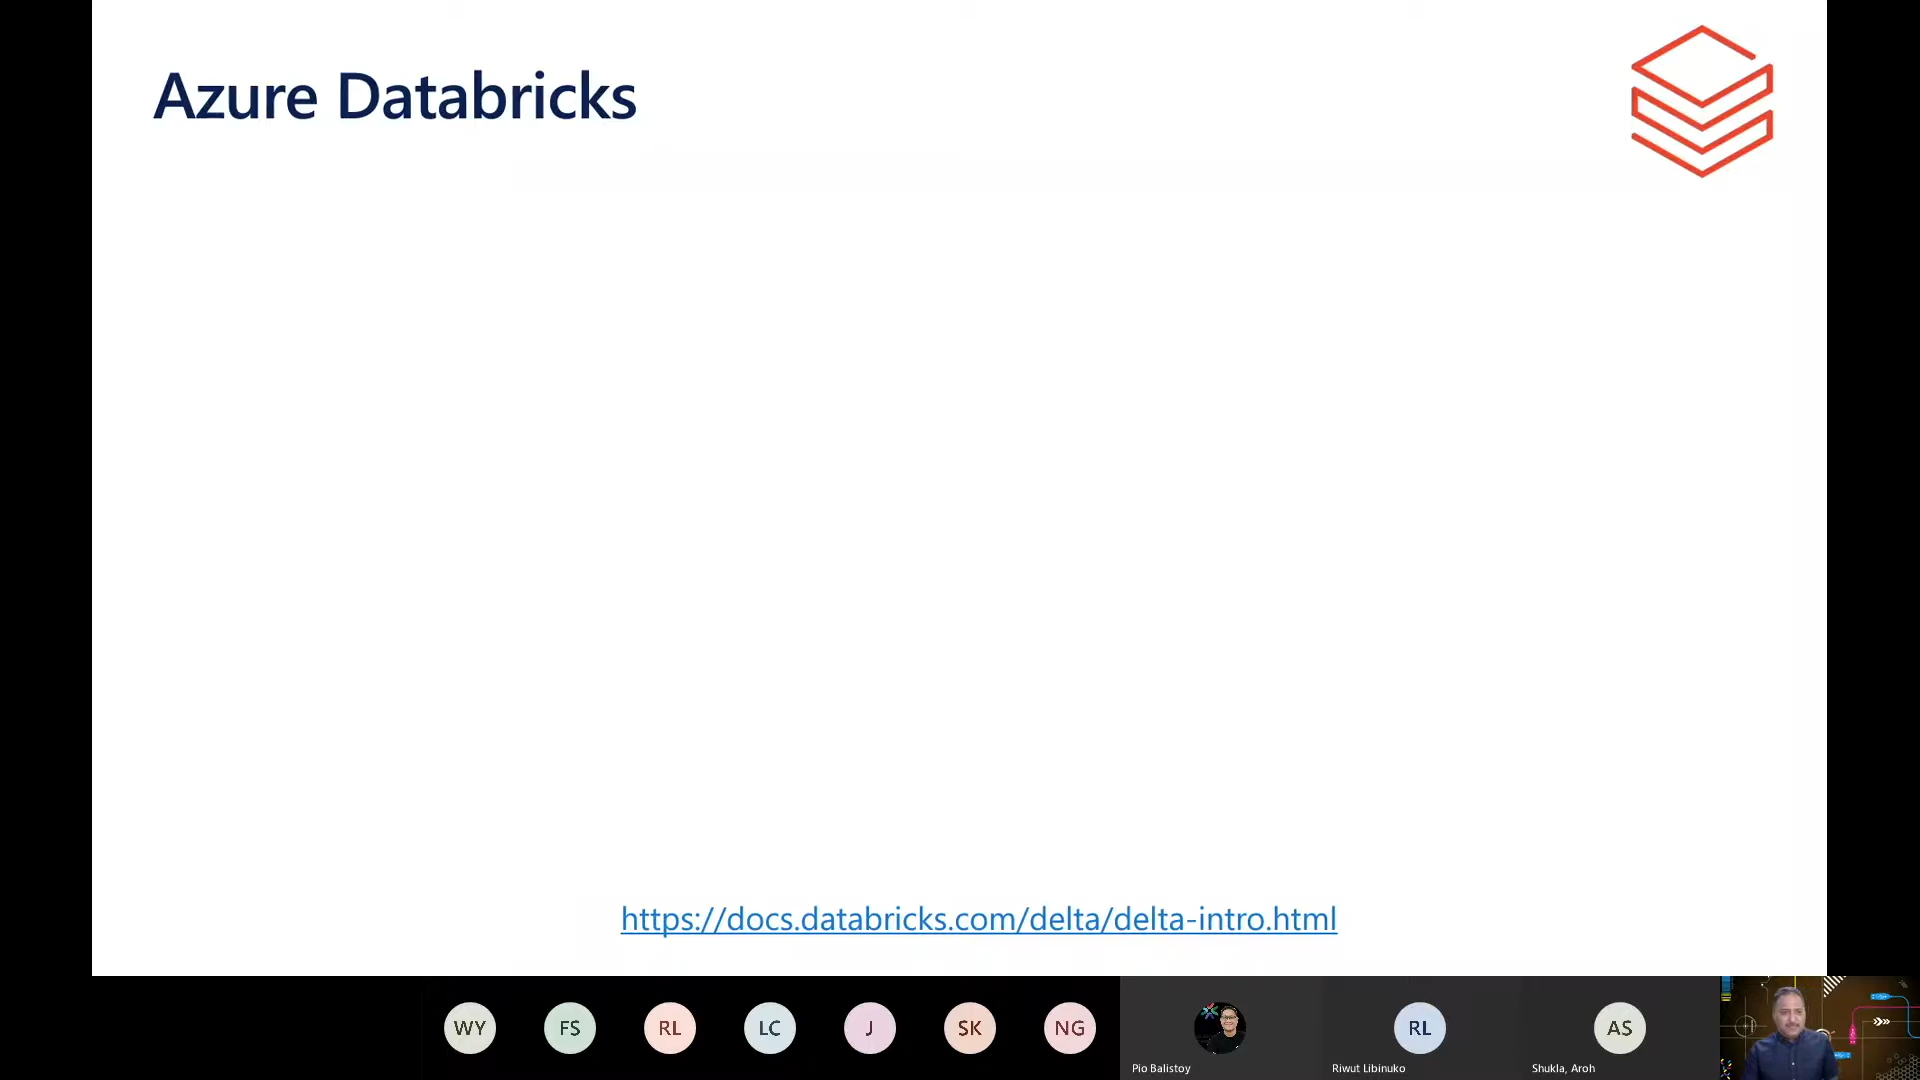 Azure Databricks
https://docs.databricks.com/delta/delta-intro.html
WY
FS
RL
LC
J
SK
NG
RL
AS
Pio Balistoy
Riwut Libinuko
Shukla, Aroh